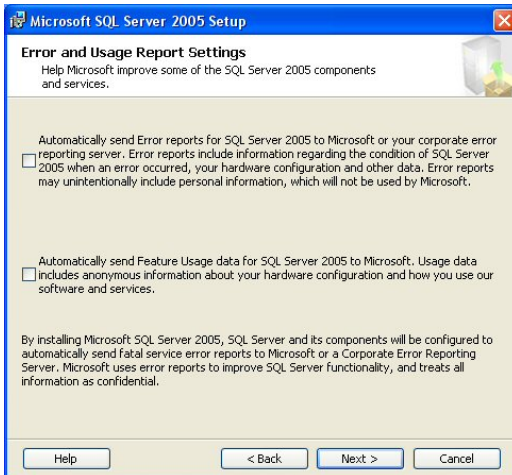 Microsoft SQL Server 2005 Setup
Error and Usage Report Settings
Help Microsoft improve some of the SQL Server 2005 components
and services.
Automatically send Error reports for SQL Server 2005 to Microsoft or your corporate error
reporting server. Error reports include information regarding the condition of SQL Server
2005 when an error occurred, your hardware configuration and other data. Error reports
may unintentionally include personal information, which will not be used by Microsoft.
Automatically send Feature Usage data for SQL Server 2005 to Microsoft. Usage data
includes anonymous information about your hardware configuration and how you use our
software and services.
By installing Microsoft SQL Server 2005, SQL Server and its components will be configured to
automatically send fatal service error reports to Microsoft or a Corporate Error Reporting
Server. Microsoft uses error reports to improve SQL Server functionality, and treats all
information as confidential.
Help < Back Next > Cancel